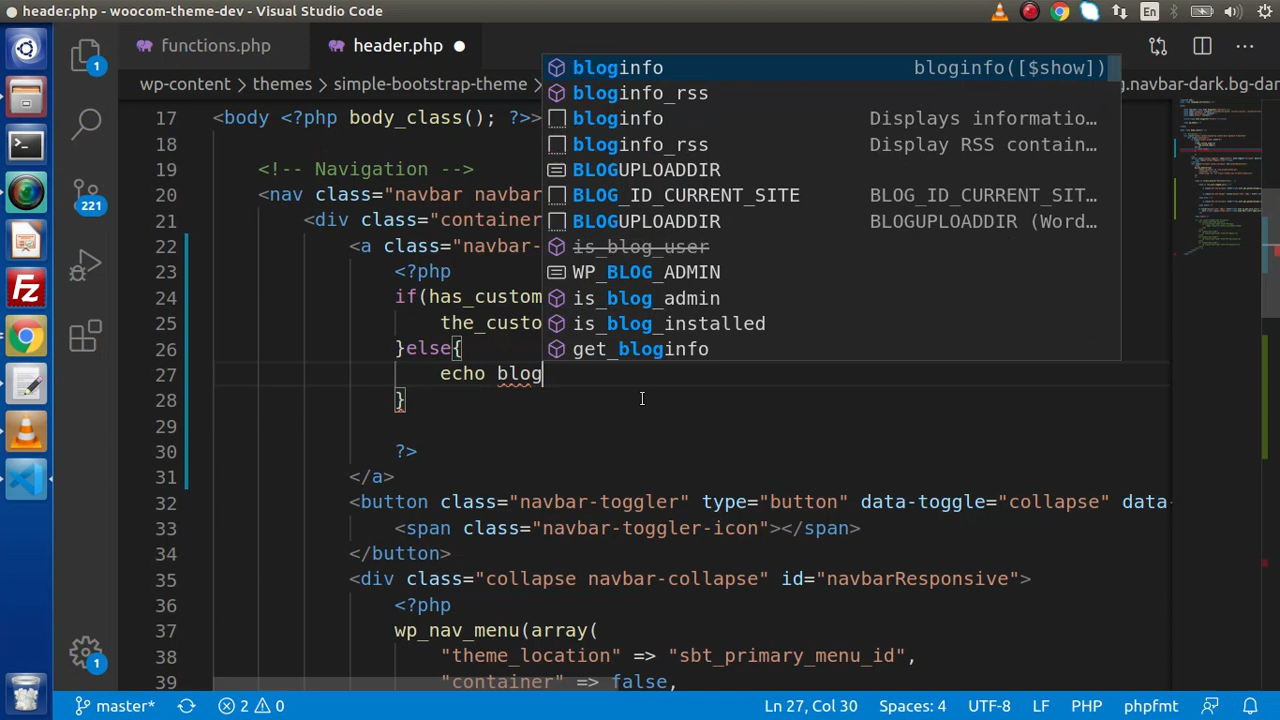 header.php - woocom-theme-dev - Visual Studio Code
En
functions.php
header.php
wp-content
themes
simple-bootstrap-theme
g.navbar-dark.bg-dar
17 <body <?php body_class(); ?>>
18
19 <!-- Navigation -->
20 <nav class="navbar navba
21 <div class="container
22 <a class="navbar-
23 <?php
24 if(has_custom
25 the_custo
26 }else{
27 echo blog
28 }
29
30 ?>
31 </a>
32 <button class="navbar-toggler" type="button" data-toggle="collapse" data-
33 <span class="navbar-toggler-icon"></span>
34 </button>
35 <div class="collapse navbar-collapse" id="navbarResponsive">
36 <?php
37 wp_nav_menu(array(
38 "theme_location" => "sbt_primary_menu_id",
39 "container" => false,
bloginfo bloginfo([$show])
bloginfo_rss
bloginfo Displays informatio…
bloginfo_rss Display RSS contain…
BLOGUPLOADDIR
BLOG_ID_CURRENT_SITE BLOG_ID_CURRENT_SIT…
BLOGUPLOADDIR BLOGUPLOADDIR (Word…
is_blog_user
WP_BLOG_ADMIN
is_blog_admin
is_blog_installed
get_bloginfo
1
221
1
master*
2
0
Ln 27, Col 30
Spaces: 4
UTF-8
LF
PHP
phpfmt